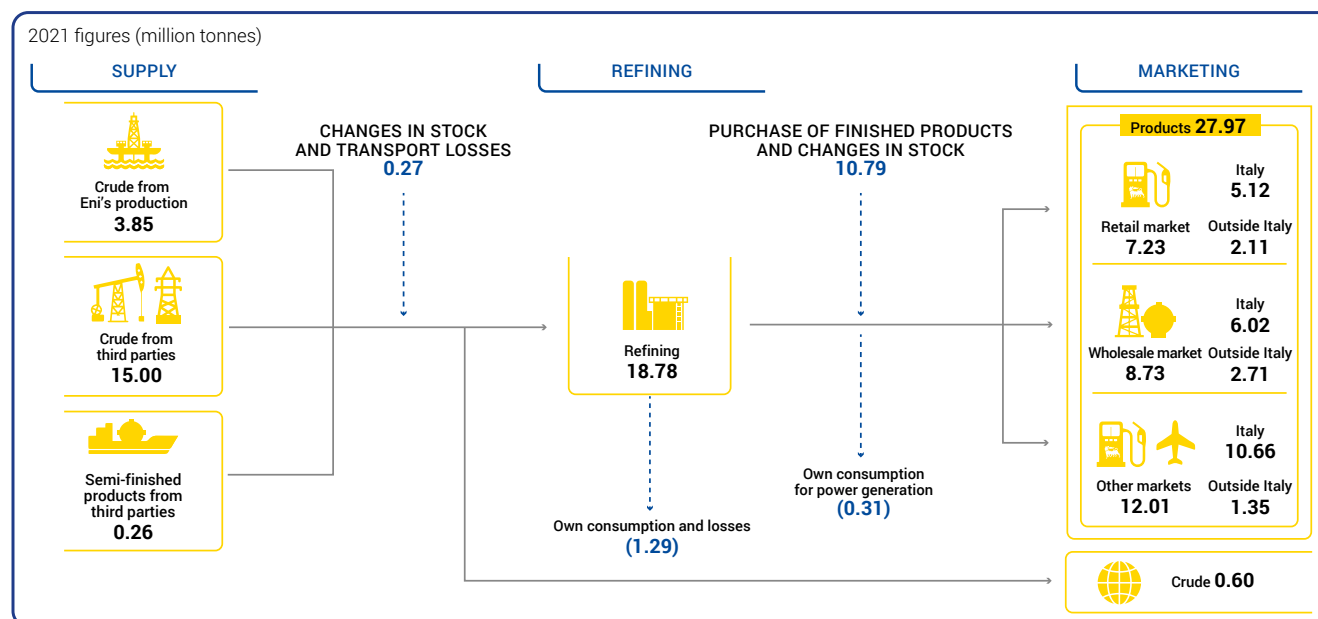 2021 figures (million tonnes)
SUPPLY
REFINING
MARKETING
Crude from
Eni's production
3.85
Crude from
third parties
15.00
Semi-finished
products from
third parties
0.26
CHANGES IN STOCK
AND TRANSPORT LOSSES
0.27
Refining
18.78
Own consumption and losses
(1.29)
PURCHASE OF FINISHED PRODUCTS
AND CHANGES IN STOCK
10.79
Own consumption
for power generation
(0.31)
Products 27.97
Italy
5.12
Retail market
7.23
Outside Italy
2.11
Italy
6.02
Wholesale market
8.73
Outside Italy
2.71
Italy
10.66
Other markets
12.01
Outside Italy
1.35
Crude 0.60